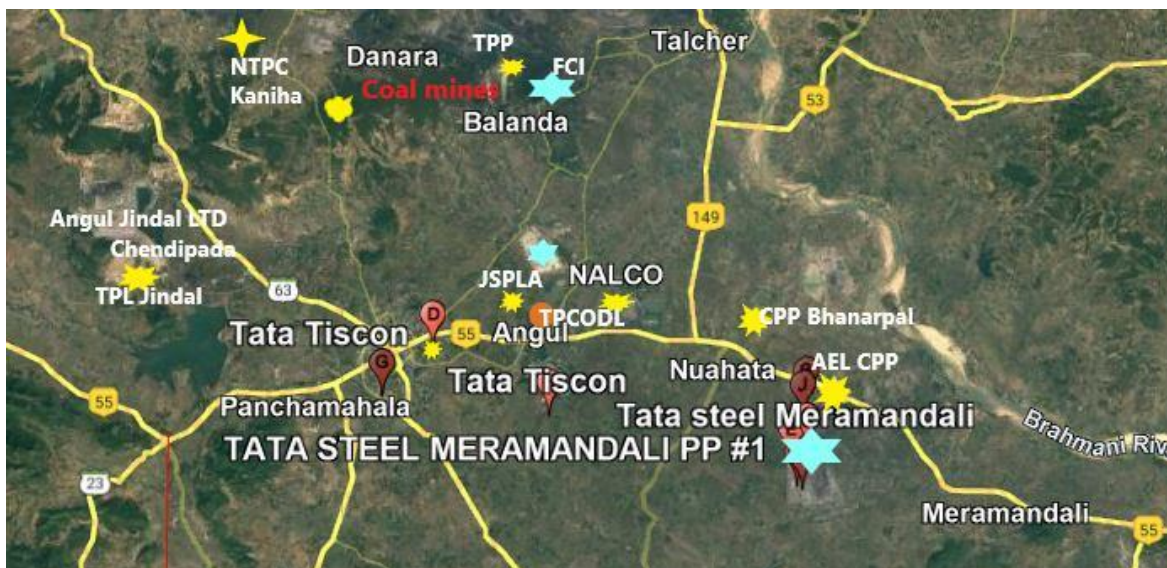 Talcher
TPP
Danara
FCI
NTPC
Kaniha
Coal mines
53
Balanda
149
Angul Jindal LTD
Chendipada
NALCO
JSPLA
TPL Jindal
63
D
TPCODL
CPP Bhanarpal
Tata Tiscon
55
Angul
G
AEL CPP
Nuahata
Tata Tiscon
J
55
Panchamahala
Tata steel Meramandali
TATA STEEL MERAMANDALI PP #1
Brahmani Riv
23
Meramandali
55